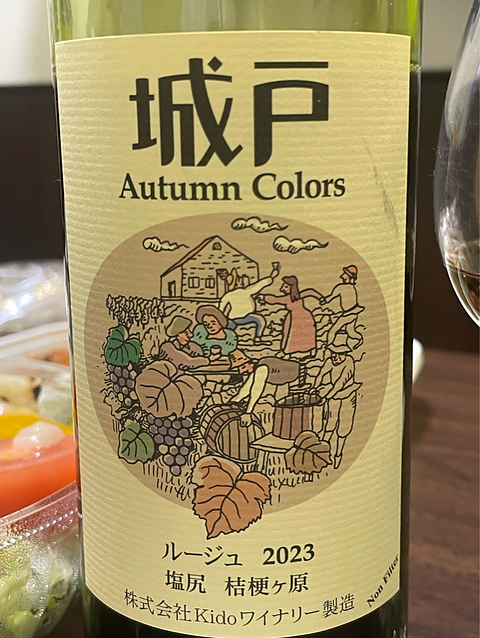 城戸
Autumn Colors
ルージュ 2023
塩尻 桔梗ヶ原
株式会社Kidoワイナリー製造
Non Filter